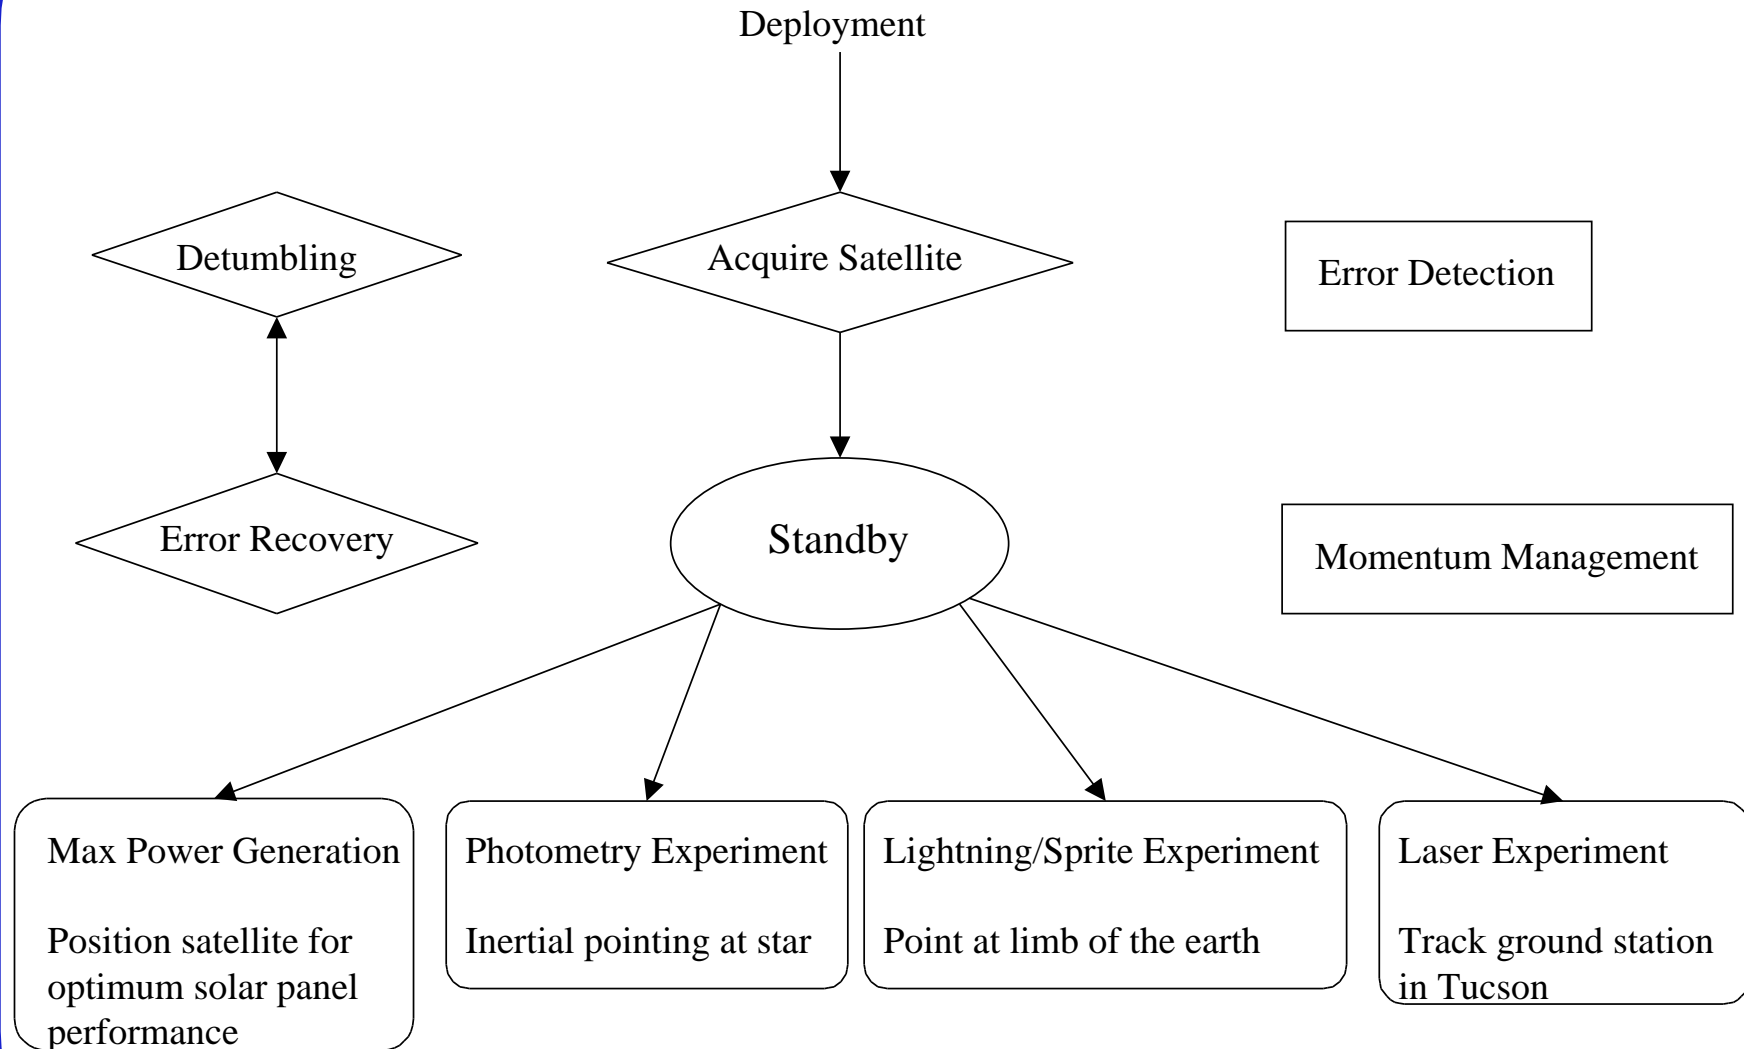 Deployment
Detumbling
Acquire Satellite
Error Detection
Error Recovery
Standby
Momentum Management
Max Power Generation
Position satellite for
optimum solar panel
performance
Photometry Experiment
Inertial pointing at star
Lightning/Sprite Experiment
Point at limb of the earth
Laser Experiment
Track ground station
in Tucson